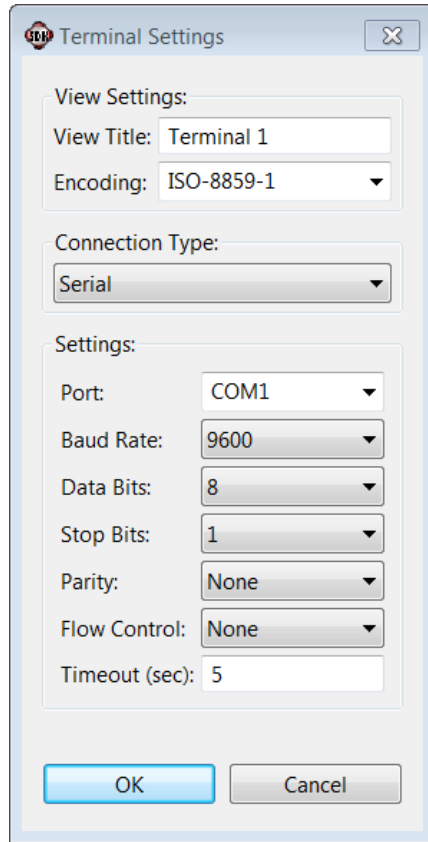 SDK Terminal Settings
View Settings:
View Title: Terminal 1
Encoding: ISO-8859-1
Connection Type:
Serial
Settings:
Port: COM1
Baud Rate: 9600
Data Bits: 8
Stop Bits: 1
Parity: None
Flow Control: None
Timeout (sec): 5
OK Cancel